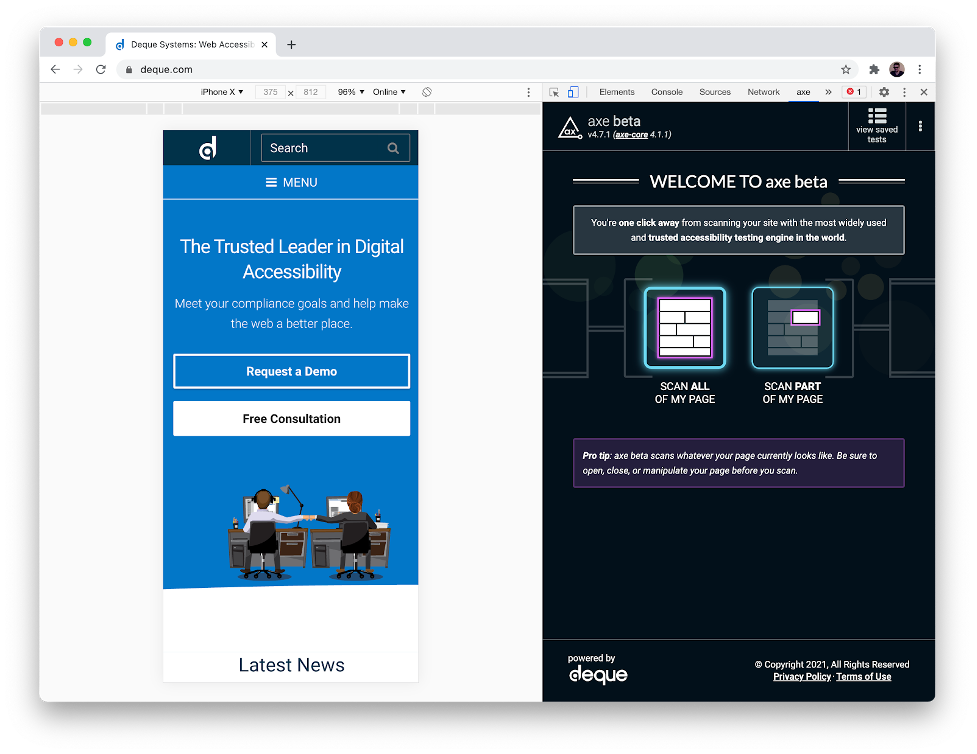 Deque Systems: Web Accessib
deque.com
iPhone X ▾ 375 x 812 96% ▾ Online ▾
Elements Console Sources Network axe » 1
axe beta
v4.7.1 (axe-core 4.1.1)
view saved
tests
Search
MENU
The Trusted Leader in Digital
Accessibility
Meet your compliance goals and help make
the web a better place.
Request a Demo
Free Consultation
Latest News
WELCOME TO axe beta
You're one click away from scanning your site with the most widely used
and trusted accessibility testing engine in the world.
SCAN ALL
OF MY PAGE
SCAN PART
OF MY PAGE
Pro tip: axe beta scans whatever your page currently looks like. Be sure to
open, close, or manipulate your page before you scan.
powered by
deque
© Copyright 2021, All Rights Reserved
Privacy Policy · Terms of Use